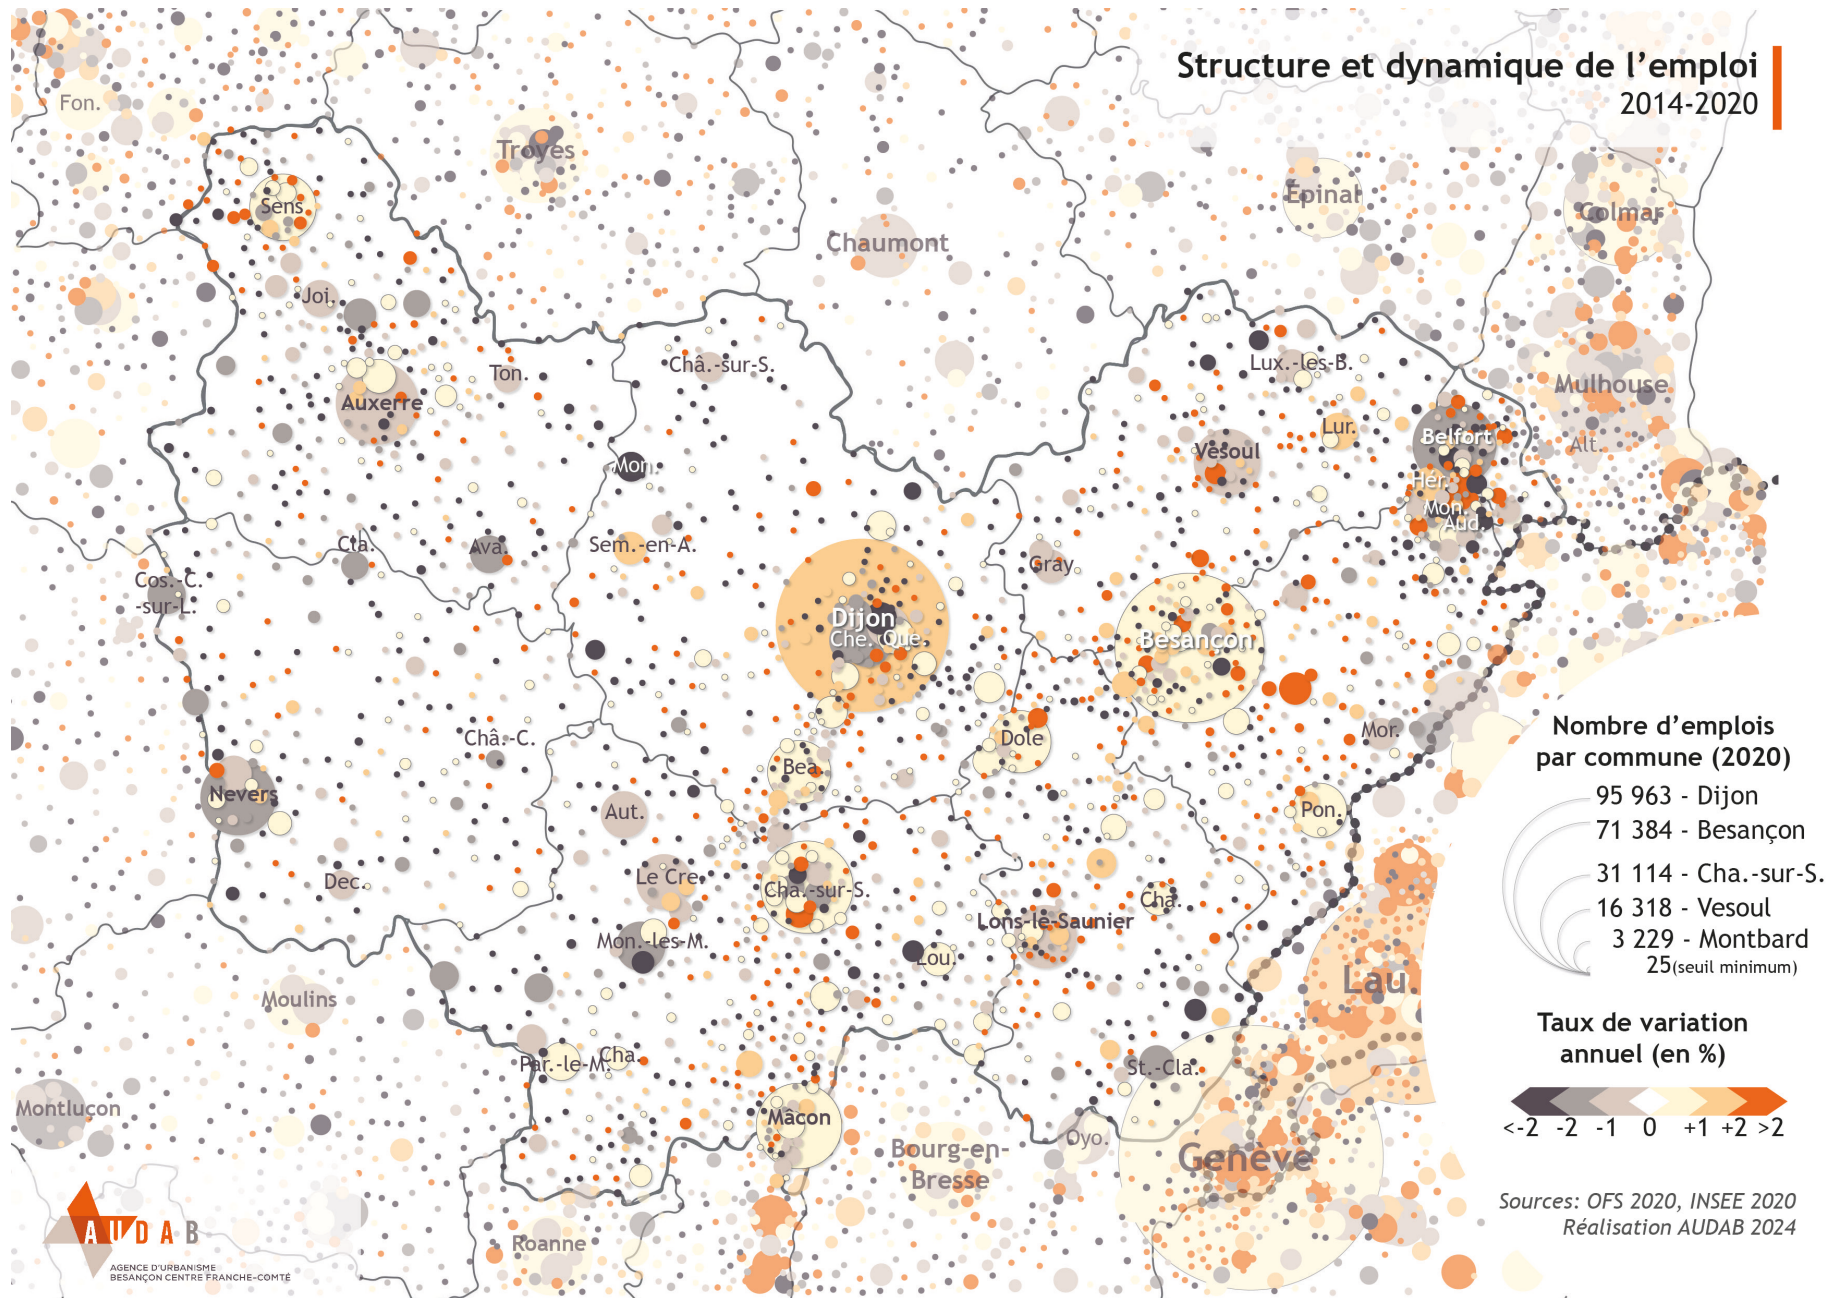 Structure et dynamique de l'emploi
2014-2020
Fon.
Troyes
Épinal
Colmar
Sens
Chaumont
Joi.
Châ.-sur-S.
Lux.-les-B.
Ton.
Mulhouse
Auxerre
Lur.
Belfort
Alt.
Vesoul
Mon.
Her.
Mon.
Aud.
Cla.
Ava.
Sem.-en-A.
Gray
Cos.-C.
-sur-L.
Dijon
Che.
Que.
Besançon
Châ.-C.
Dole
Mor.
Bea.
Nevers
Aut.
Pon.
Dec.
Le Cre.
Cha.-sur-S.
Cha.
Lons-le-Saunier
Mon.-les-M.
Lou.
Lau.
Moulins
Par.-le-M.
Cha.
St.-Cla.
Montluçon
Mâcon
Oyo.
Bourg-en-
Bresse
Genève
Roanne
Nombre d'emplois
par commune (2020)
95 963 - Dijon
71 384 - Besançon
31 114 - Cha.-sur-S.
16 318 - Vesoul
3 229 - Montbard
25(seuil minimum)
Taux de variation
annuel (en %)
<-2 -2 -1 0 +1 +2 >2
Sources: OFS 2020, INSEE 2020
Réalisation AUDAB 2024
AUDAB
AGENCE D'URBANISME
BESANÇON CENTRE FRANCHE-COMTÉ